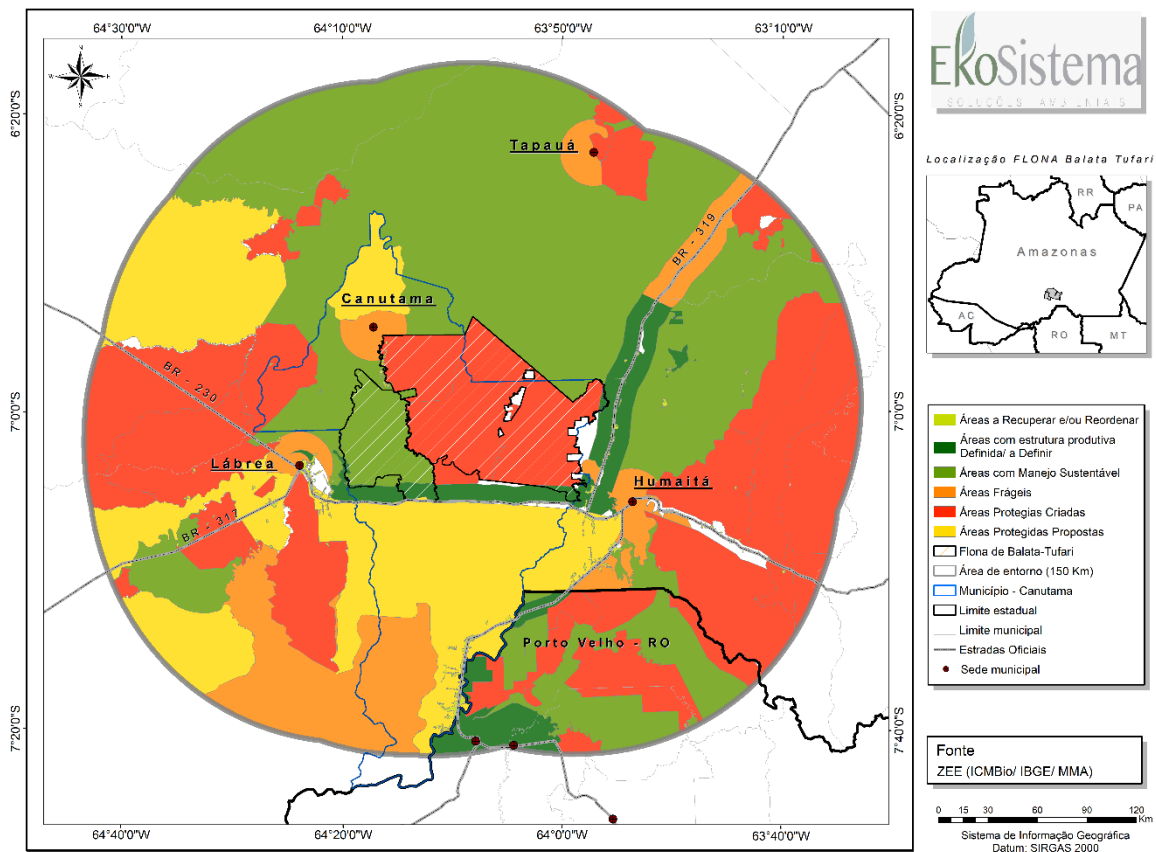 64°30'0"W
64°10'0"W
63°50'0"W
63°10'0"W
6°20'0"S
6°20'0"S
7°0'0"S
7°0'0"S
7°20'0"S
7°40'0"S
64°40'0"W
64°20'0"W
64°0'0"W
63°40'0"W
N
E
S
W
Tapauá
BR - 319
Canutama
BR - 230
Lábrea
Humaitá
BR - 317
Porto Velho - RO
EkoSistema
SOLUÇÕES AMBIENTAIS
Localização FLONA Balata Tufari
RR
PA
Amazonas
AC
RO
MT
Áreas a Recuperar e/ou Reordenar
Áreas com estrutura produtiva
Definida/ a Definir
Áreas com Manejo Sustentável
Áreas Frágeis
Áreas Protegias Criadas
Áreas Protegidas Propostas
Flona de Balata-Tufari
Área de entorno (150 Km)
Município - Canutama
Limite estadual
Limite municipal
Estradas Oficiais
Sede municipal
Fonte
ZEE (ICMBio/ IBGE/ MMA)
0 15 30 60 90 120
Km
Sistema de Informação Geográfica
Datum: SIRGAS 2000